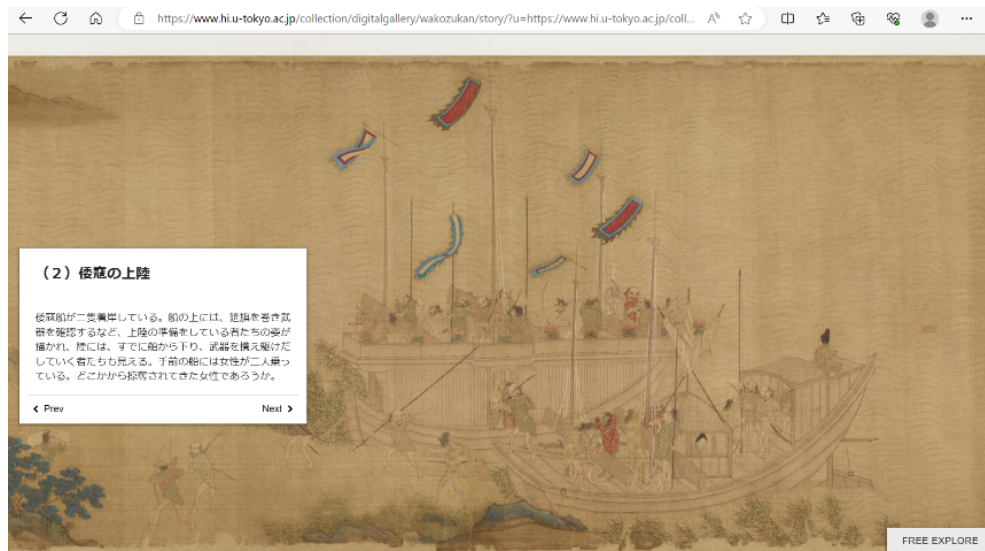 https://www.hi.u-tokyo.ac.jp/collection/digitalgallery/wakozukan/story/?u=https://www.hi.u-tokyo.ac.jp/coll...
(2)倭寇の上陸
倭寇船が二隻着岸している。船の上には、鎧旗を巻き武
器を確認するなど、上陸の準備をしている者たちの姿が
描かれ、陸には、すでに船から下り、武器を携え駆けだ
していく者たちも見える。手前の船には女性が二人乗っ
ている。どこかから掠奪されてきた女性であろうか。
Prev
Next
FREE EXPLORE